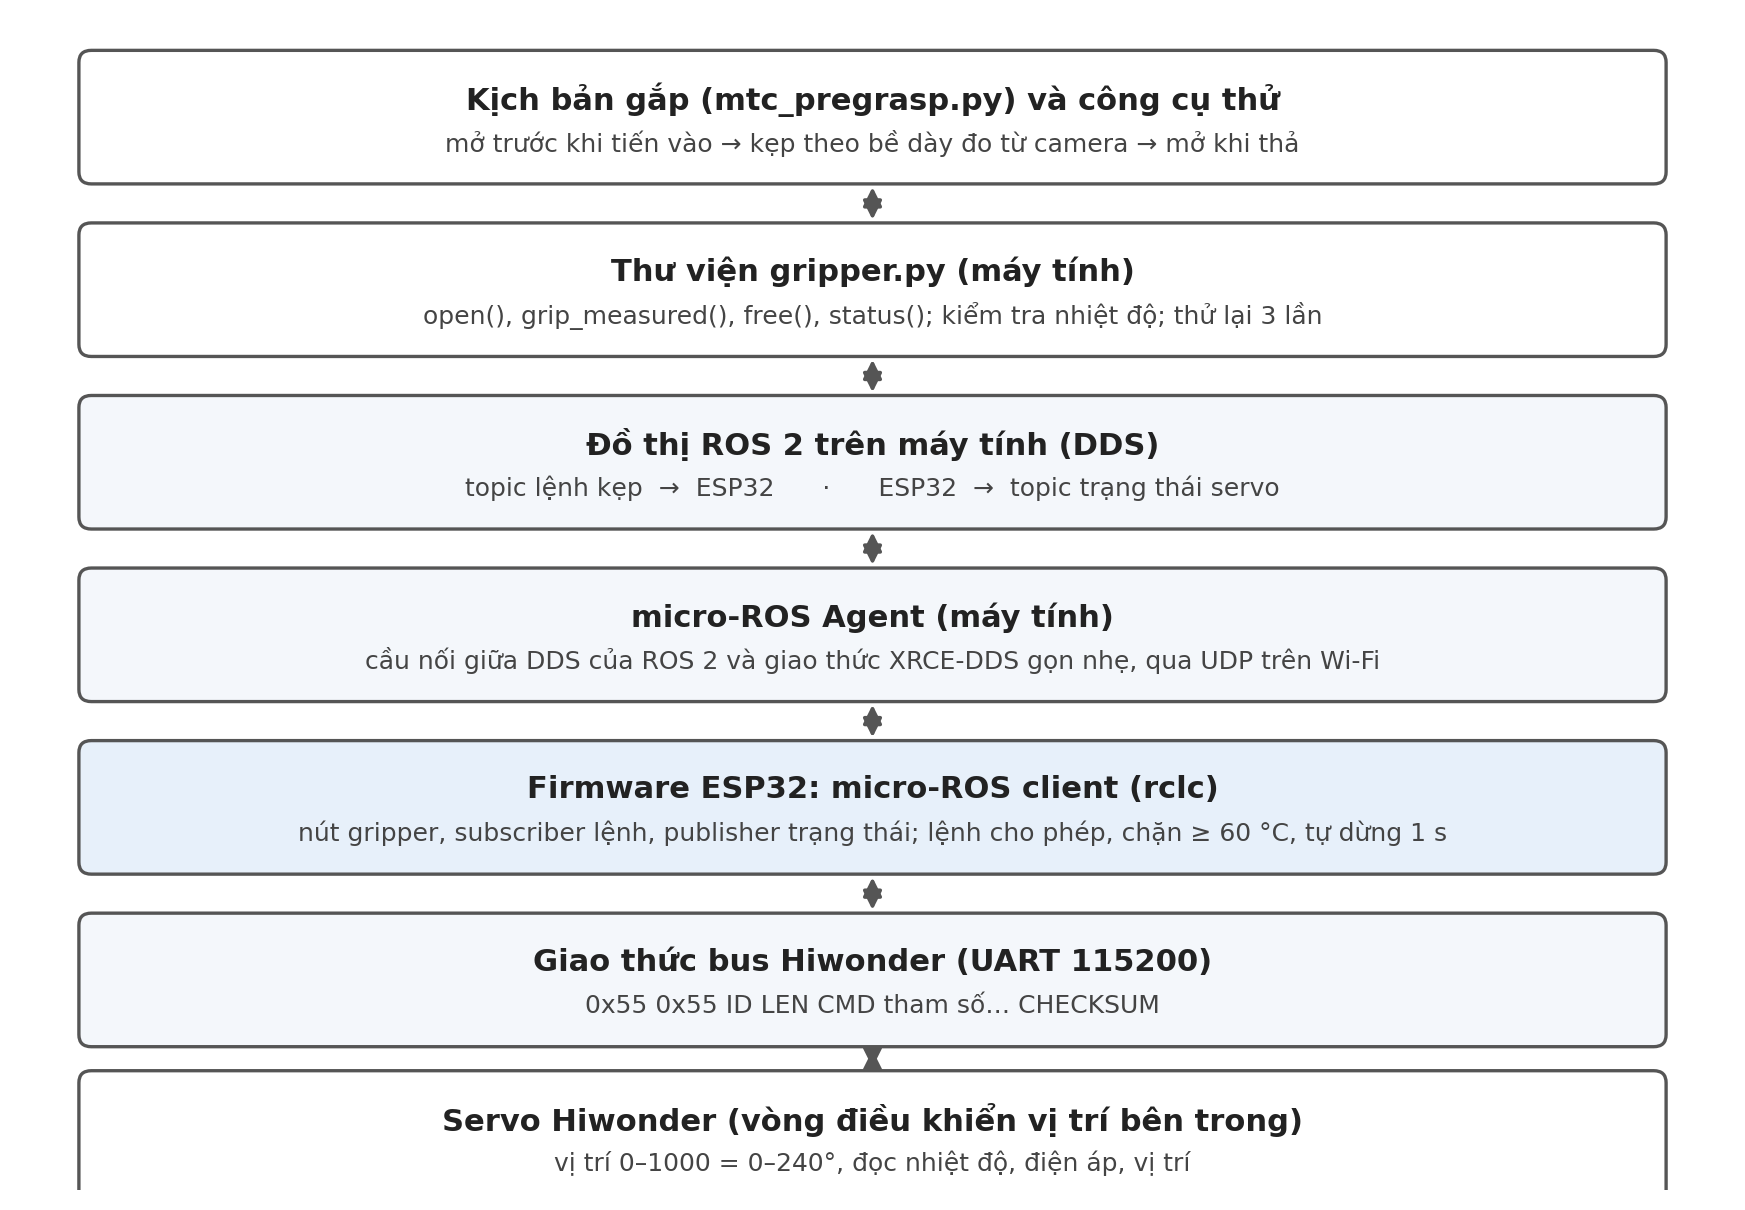 Kịch bản gắp (mtc_pregrasp.py) và công cụ thử
mở trước khi tiến vào → kẹp theo bề dày đo từ camera → mở khi thả
Thư viện gripper.py (máy tính)
open(), grip_measured(), free(), status(); kiểm tra nhiệt độ; thử lại 3 lần
Đồ thị ROS 2 trên máy tính (DDS)
topic lệnh kẹp → ESP32 · ESP32 → topic trạng thái servo
micro-ROS Agent (máy tính)
cầu nối giữa DDS của ROS 2 và giao thức XRCE-DDS gọn nhẹ, qua UDP trên Wi-Fi
Firmware ESP32: micro-ROS client (rclc)
nút gripper, subscriber lệnh, publisher trạng thái; lệnh cho phép, chặn ≥ 60 °C, tự dừng 1 s
Giao thức bus Hiwonder (UART 115200)
0x55 0x55 ID LEN CMD tham số... CHECKSUM
Servo Hiwonder (vòng điều khiển vị trí bên trong)
vị trí 0–1000 = 0–240°, đọc nhiệt độ, điện áp, vị trí